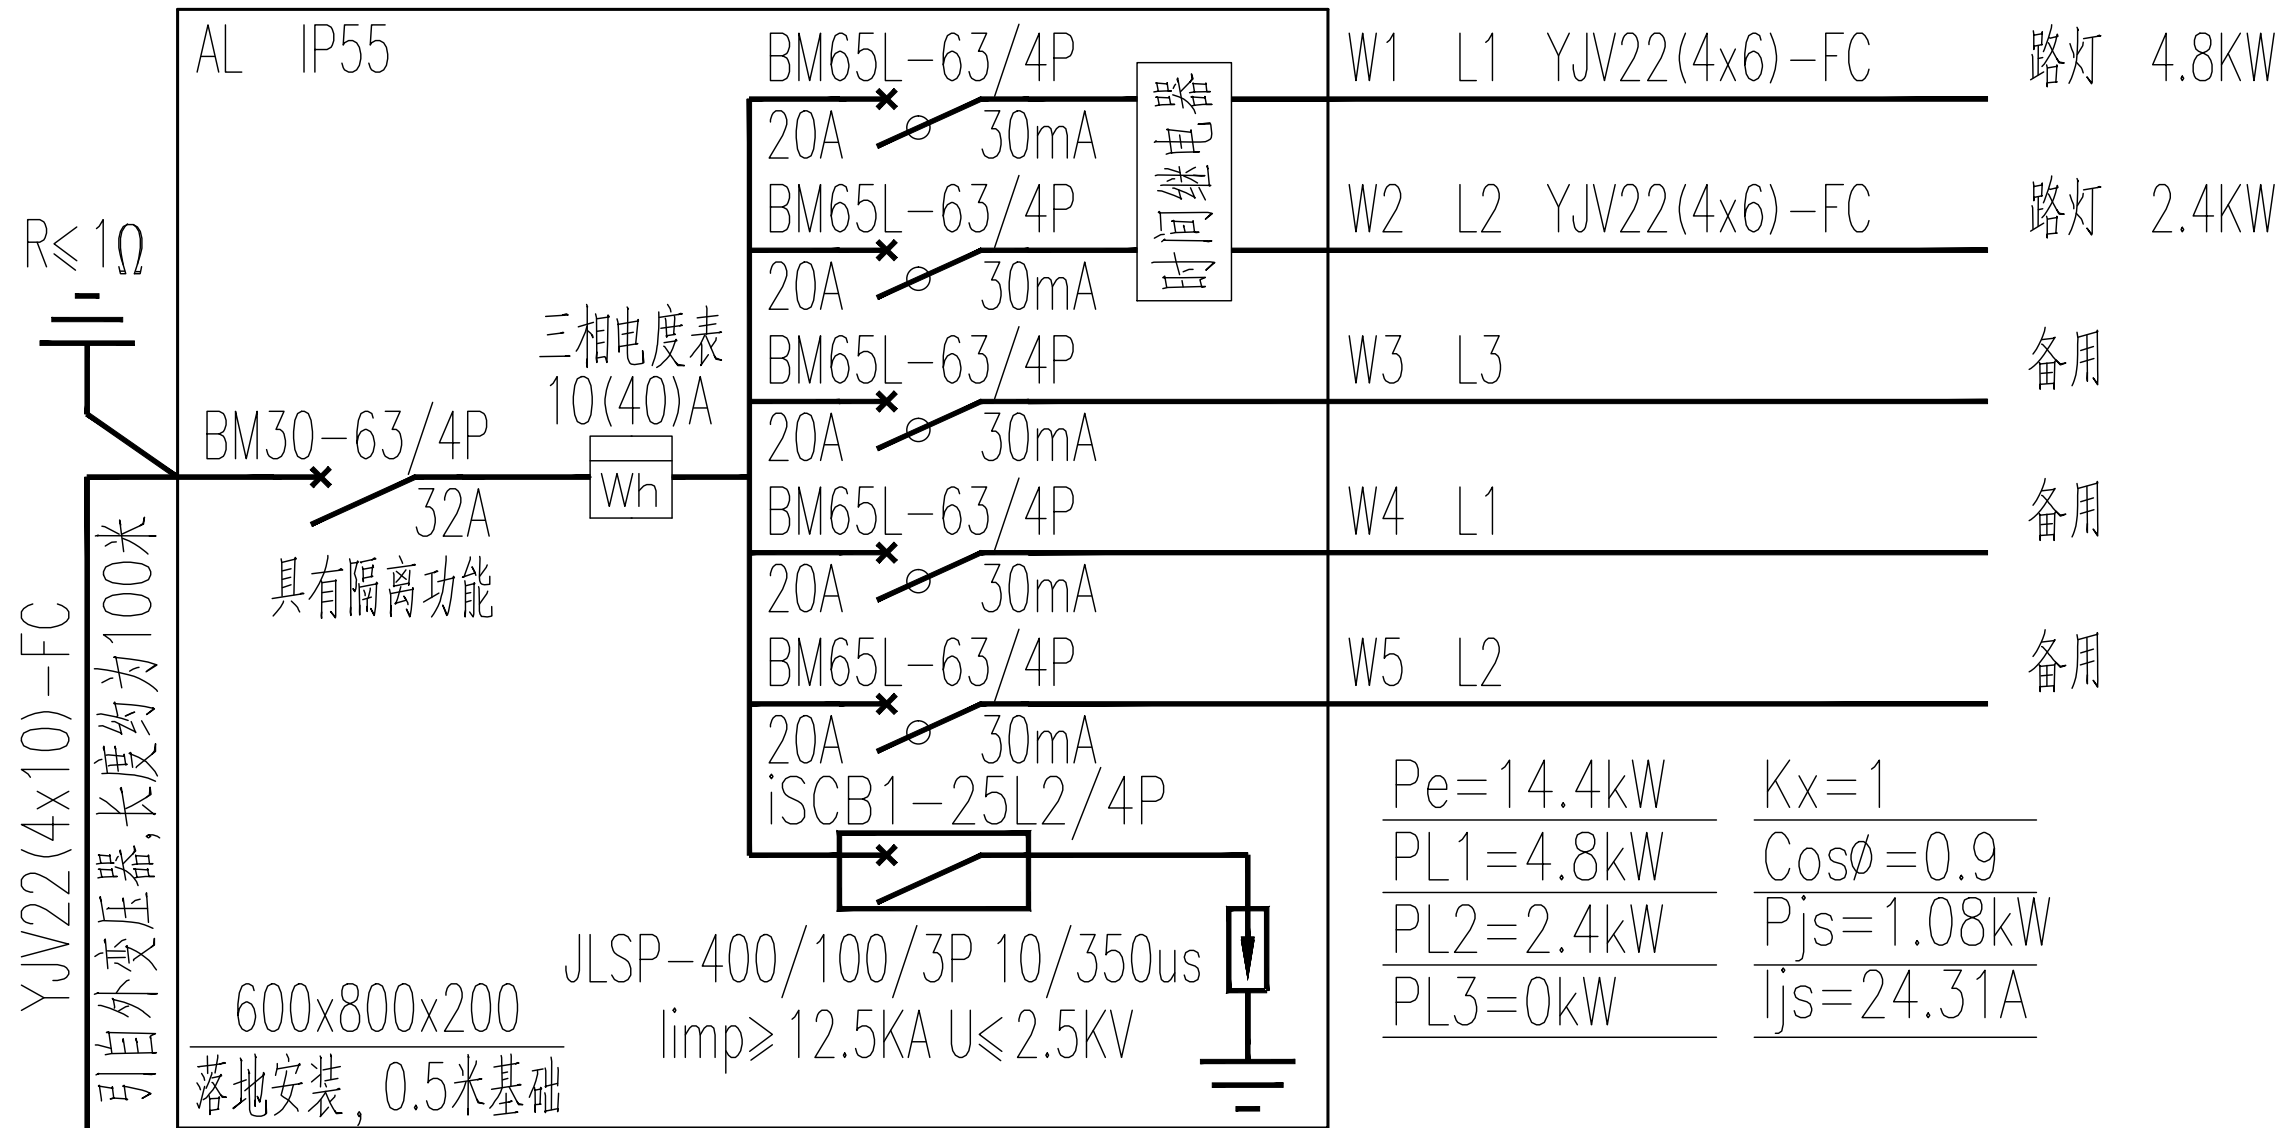 AL IP55
BM65L-63/4P
20A 30mA
W1 L1 YJV22(4x6)-FC 路灯 4.8KW
BM65L-63/4P
20A 30mA
W2 L2 YJV22(4x6)-FC 路灯 2.4KW
时间继电器
R≤1Ω
三相电度表
10(40)A
Wh
BM65L-63/4P
20A 30mA
W3 L3 备用
BM30-63/4P
32A
具有隔离功能
BM65L-63/4P
20A 30mA
W4 L1 备用
BM65L-63/4P
20A 30mA
W5 L2 备用
YJV22(4x10)-FC
引自外变压器,长度约为100米
iSCB1-25L2/4P
JLSP-400/100/3P 10/350us
Iimp≥12.5KA U≤2.5KV
600x800x200
落地安装, 0.5米基础
Pe=14.4kW Kx=1
PL1=4.8kW Cosø=0.9
PL2=2.4kW Pjs=1.08kW
PL3=0kW Ijs=24.31A